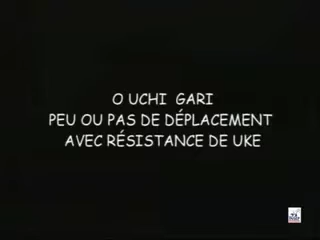 O UCHI GARI
PEU OU PAS DE DÉPLACEMENT
AVEC RÉSISTANCE DE UKE